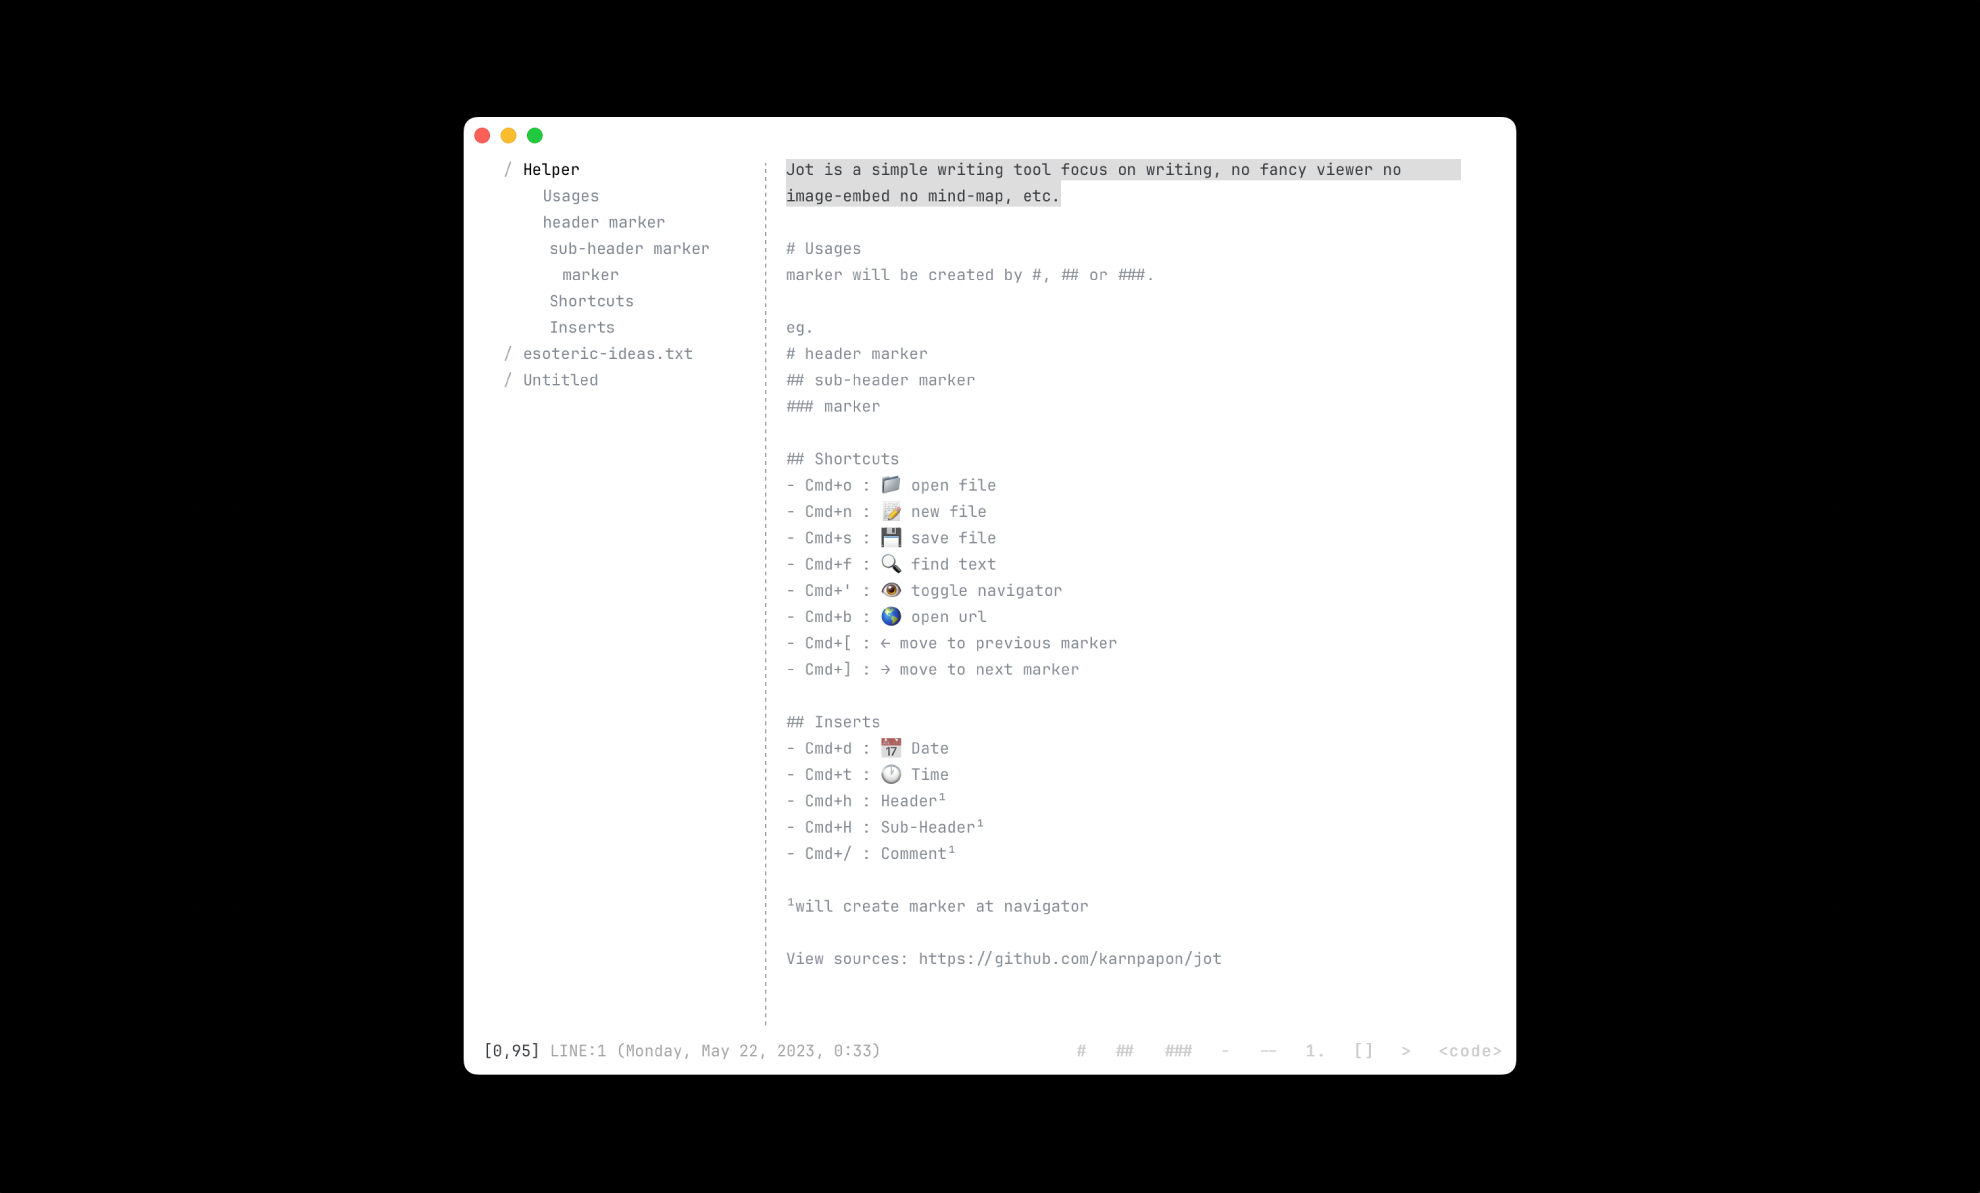 / Helper
Usages
header marker
sub-header marker
marker
Shortcuts
Inserts
/ esoteric-ideas.txt
/ Untitled
Jot is a simple writing tool focus on writing, no fancy viewer no
image-embed no mind-map, etc.
# Usages
marker will be created by #, ## or ###.
eg.
# header marker
## sub-header marker
### marker
## Shortcuts
- Cmd+o : 📁 open file
- Cmd+n : 📝 new file
- Cmd+s : 💾 save file
- Cmd+f : 🔍 find text
- Cmd+' : 👁️ toggle navigator
- Cmd+b : 🌎 open url
- Cmd+[ : ← move to previous marker
- Cmd+] : → move to next marker
## Inserts
- Cmd+d : 📅 Date
- Cmd+t : 🕐 Time
- Cmd+h : Header¹
- Cmd+H : Sub-Header¹
- Cmd+/ : Comment¹
¹will create marker at navigator
View sources: https://github.com/karnpapon/jot
[0,95] LINE:1 (Monday, May 22, 2023, 0:33) # ## ### - -- 1. [] > <code>